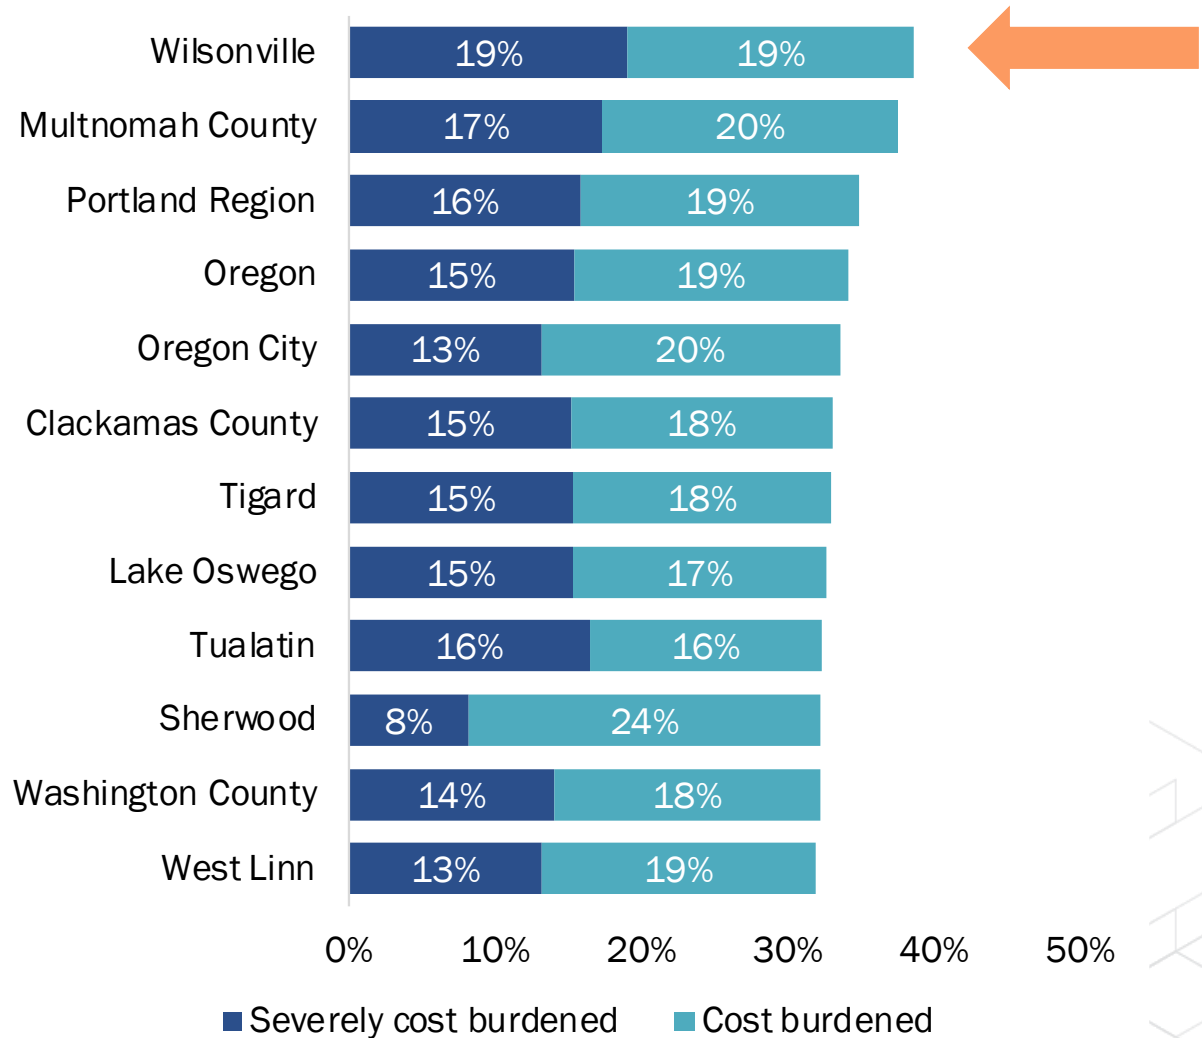 Wilsonville 19% 19%
Multnomah County 17% 20%
Portland Region 16% 19%
Oregon 15% 19%
Oregon City 13% 20%
Clackamas County 15% 18%
Tigard 15% 18%
Lake Oswego 15% 17%
Tualatin 16% 16%
Sherwood 8% 24%
Washington County 14% 18%
West Linn 13% 19%
0% 10% 20% 30% 40% 50%
Severely cost burdened Cost burdened